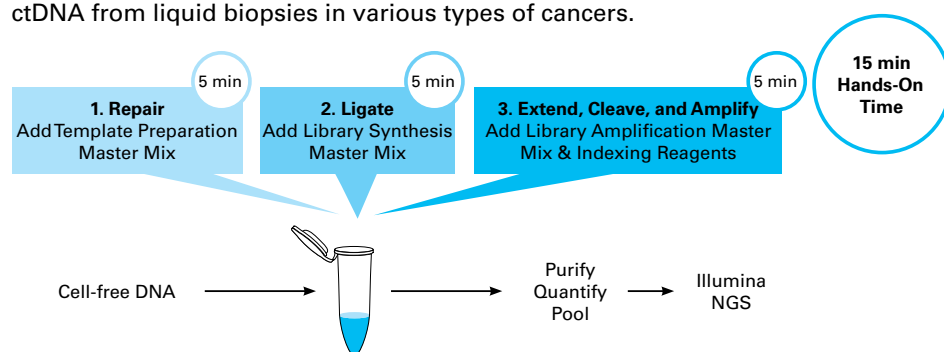 ctDNA from liquid biopsies in various types of cancers.
5 min
1. Repair
Add Template Preparation
Master Mix
5 min
2. Ligate
Add Library Synthesis
Master Mix
5 min
3. Extend, Cleave, and Amplify
Add Library Amplification Master
Mix & Indexing Reagents
15 min
Hands-On
Time
Cell-free DNA
Purify
Quantify
Pool
Illumina
NGS